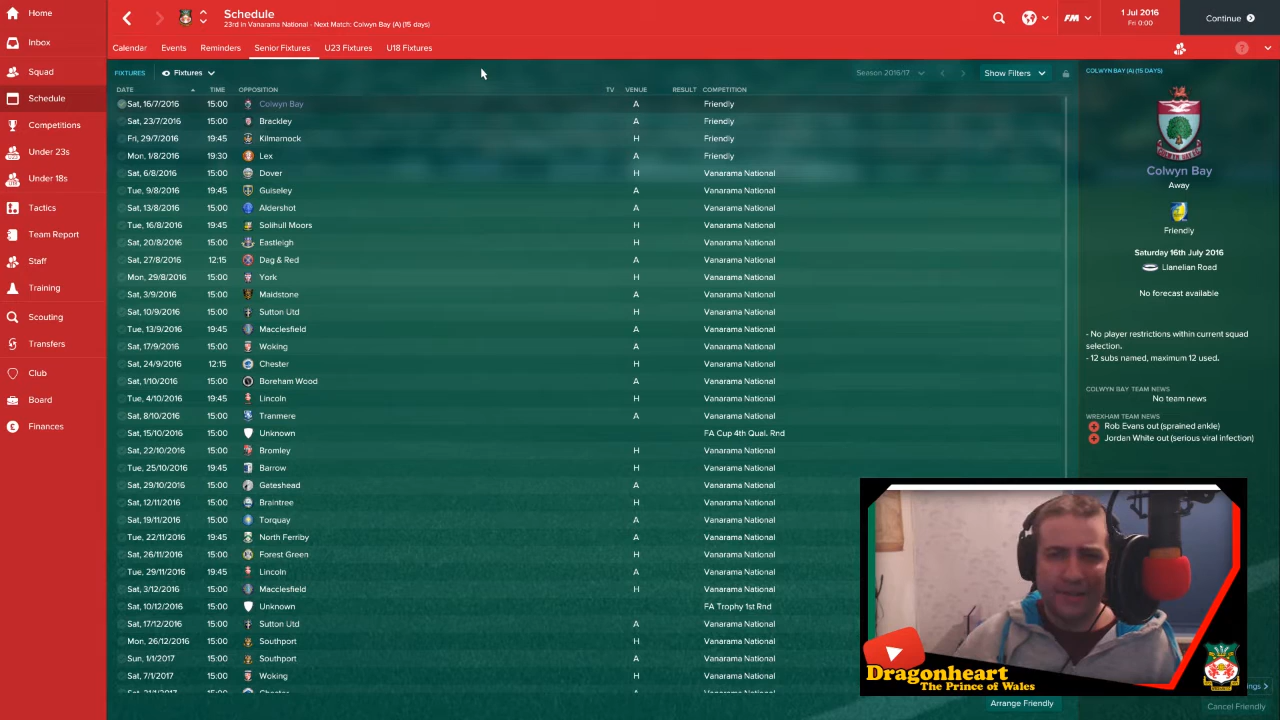 Home
Inbox
Squad
Schedule
Competitions
Under 23s
Under 18s
Tactics
Team Report
Staff
Training
Scouting
Transfers
Club
Board
Finances
Schedule
23rd in Vanarama National - Next Match: Colwyn Bay (A) (15 days)
FM
1 Jul 2016
Fri 0:00
Continue
Calendar Events Reminders Senior Fixtures U23 Fixtures U18 Fixtures
FIXTURES Fixtures Season 2016/17 Show Filters
DATE TIME OPPOSITION TV VENUE RESULT COMPETITION
Sat, 16/7/2016 15:00 Colwyn Bay A Friendly
Sat, 23/7/2016 15:00 Brackley A Friendly
Fri, 29/7/2016 19:45 Kilmarnock H Friendly
Mon, 1/8/2016 19:30 Lex A Friendly
Sat, 6/8/2016 15:00 Dover H Vanarama National
Tue, 9/8/2016 19:45 Guiseley A Vanarama National
Sat, 13/8/2016 15:00 Aldershot A Vanarama National
Tue, 16/8/2016 19:45 Solihull Moors H Vanarama National
Sat, 20/8/2016 15:00 Eastleigh H Vanarama National
Sat, 27/8/2016 12:15 Dag & Red A Vanarama National
Mon, 29/8/2016 15:00 York H Vanarama National
Sat, 3/9/2016 15:00 Maidstone A Vanarama National
Sat, 10/9/2016 15:00 Sutton Utd H Vanarama National
Tue, 13/9/2016 19:45 Macclesfield A Vanarama National
Sat, 17/9/2016 15:00 Woking A Vanarama National
Sat, 24/9/2016 12:15 Chester H Vanarama National
Sat, 1/10/2016 15:00 Boreham Wood A Vanarama National
Tue, 4/10/2016 19:45 Lincoln H Vanarama National
Sat, 8/10/2016 15:00 Tranmere A Vanarama National
Sat, 15/10/2016 15:00 Unknown FA Cup 4th Qual. Rnd
Sat, 22/10/2016 15:00 Bromley H Vanarama National
Tue, 25/10/2016 19:45 Barrow H Vanarama National
Sat, 29/10/2016 15:00 Gateshead A Vanarama National
Sat, 12/11/2016 15:00 Braintree H Vanarama National
Sat, 19/11/2016 15:00 Torquay A Vanarama National
Tue, 22/11/2016 19:45 North Ferriby A Vanarama National
Sat, 26/11/2016 15:00 Forest Green H Vanarama National
Tue, 29/11/2016 19:45 Lincoln A Vanarama National
Sat, 3/12/2016 15:00 Macclesfield H Vanarama National
Sat, 10/12/2016 15:00 Unknown FA Trophy 1st Rnd
Sat, 17/12/2016 15:00 Sutton Utd A Vanarama National
Mon, 26/12/2016 15:00 Southport H Vanarama National
Sun, 1/1/2017 15:00 Southport A Vanarama National
Sat, 7/1/2017 15:00 Woking H Vanarama National
COLWYN BAY (A) (15 DAYS)
Colwyn Bay
Away
Friendly
Saturday 16th July 2016
Llanelian Road
No forecast available
- No player restrictions within current squad
selection.
- 12 subs named, maximum 12 used.
COLWYN BAY TEAM NEWS
No team news
WREXHAM TEAM NEWS
Rob Evans out (sprained ankle)
Jordan White out (serious viral infection)
Dragonheart
The Prince of Wales
Arrange Friendly
Cancel Friendly